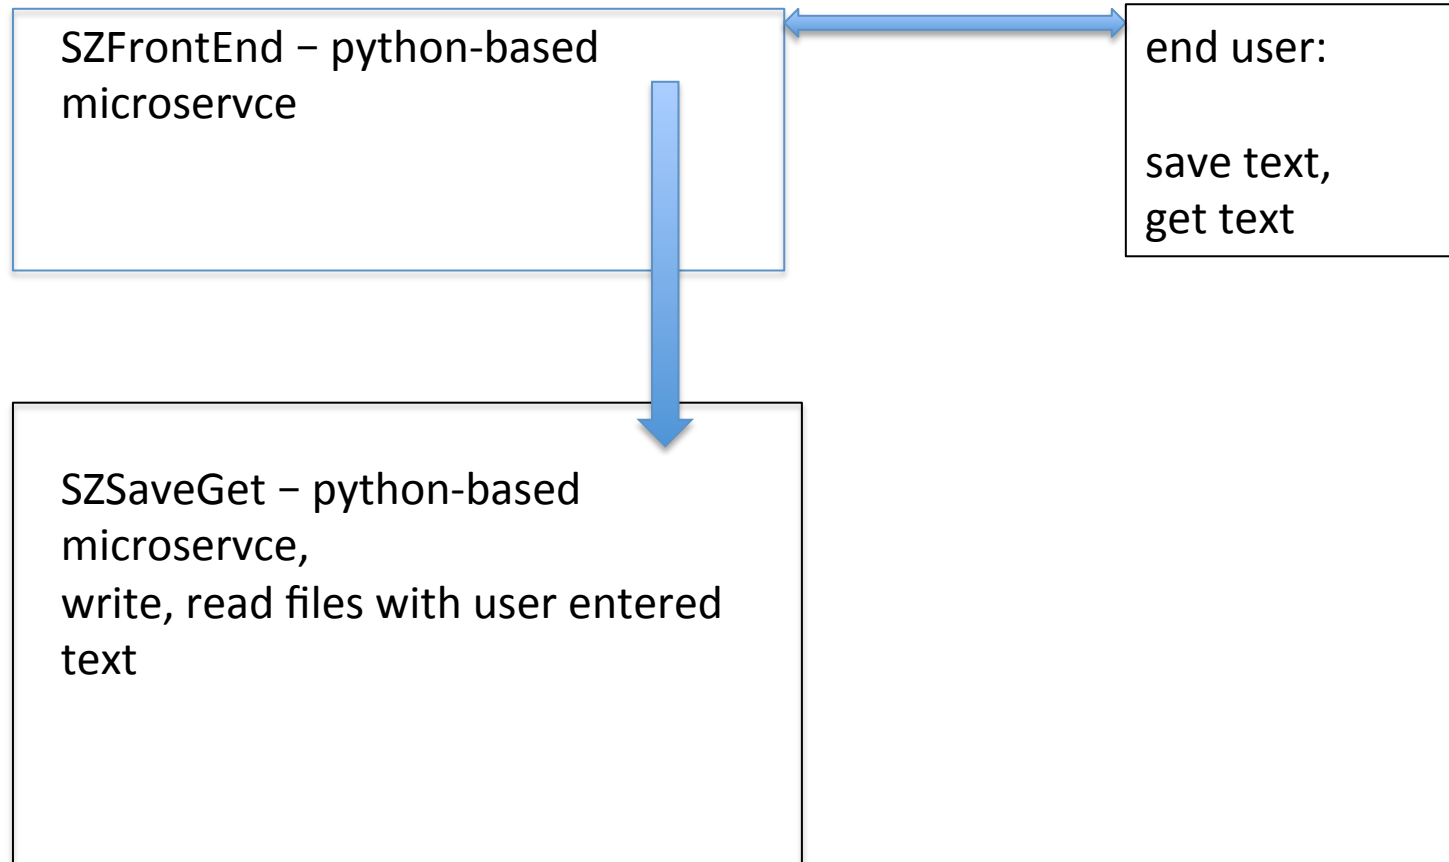 SZFrontEnd – python-based
microservce
end user:
save text,
get text
SZSaveGet – python-based
microservce,
write, read files with user entered
text